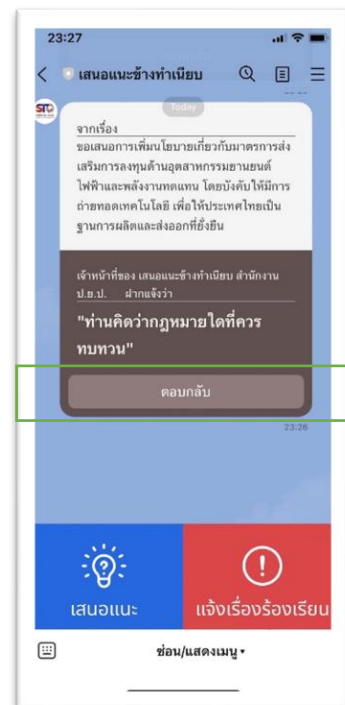 23:27
เสนอแนะข้างทำเนียบ
Today
จากเรื่อง
ขอเสนอการเพิ่มนโยบายเกี่ยวกับมาตรการส่ง
เสริมการลงทุนด้านอุตสาหกรรมยานยนต์
ไฟฟ้าและพลังงานทดแทน โดยบังคับให้มีการ
ถ่ายทอดเทคโนโลยี เพื่อให้ประเทศไทยเป็น
ฐานการผลิตและส่งออกที่ยั่งยืน
เจ้าหน้าที่ของ เสนอแนะข้างทำเนียบ สำนักงาน
ป.ย.ป. ฝากแจ้งว่า
"ท่านคิดว่ากฎหมายใดที่ควร
ทบทวน"
ตอบกลับ
23:26
เสนอแนะ
แจ้งเรื่องร้องเรียน
ซ่อน/แสดงเมนู